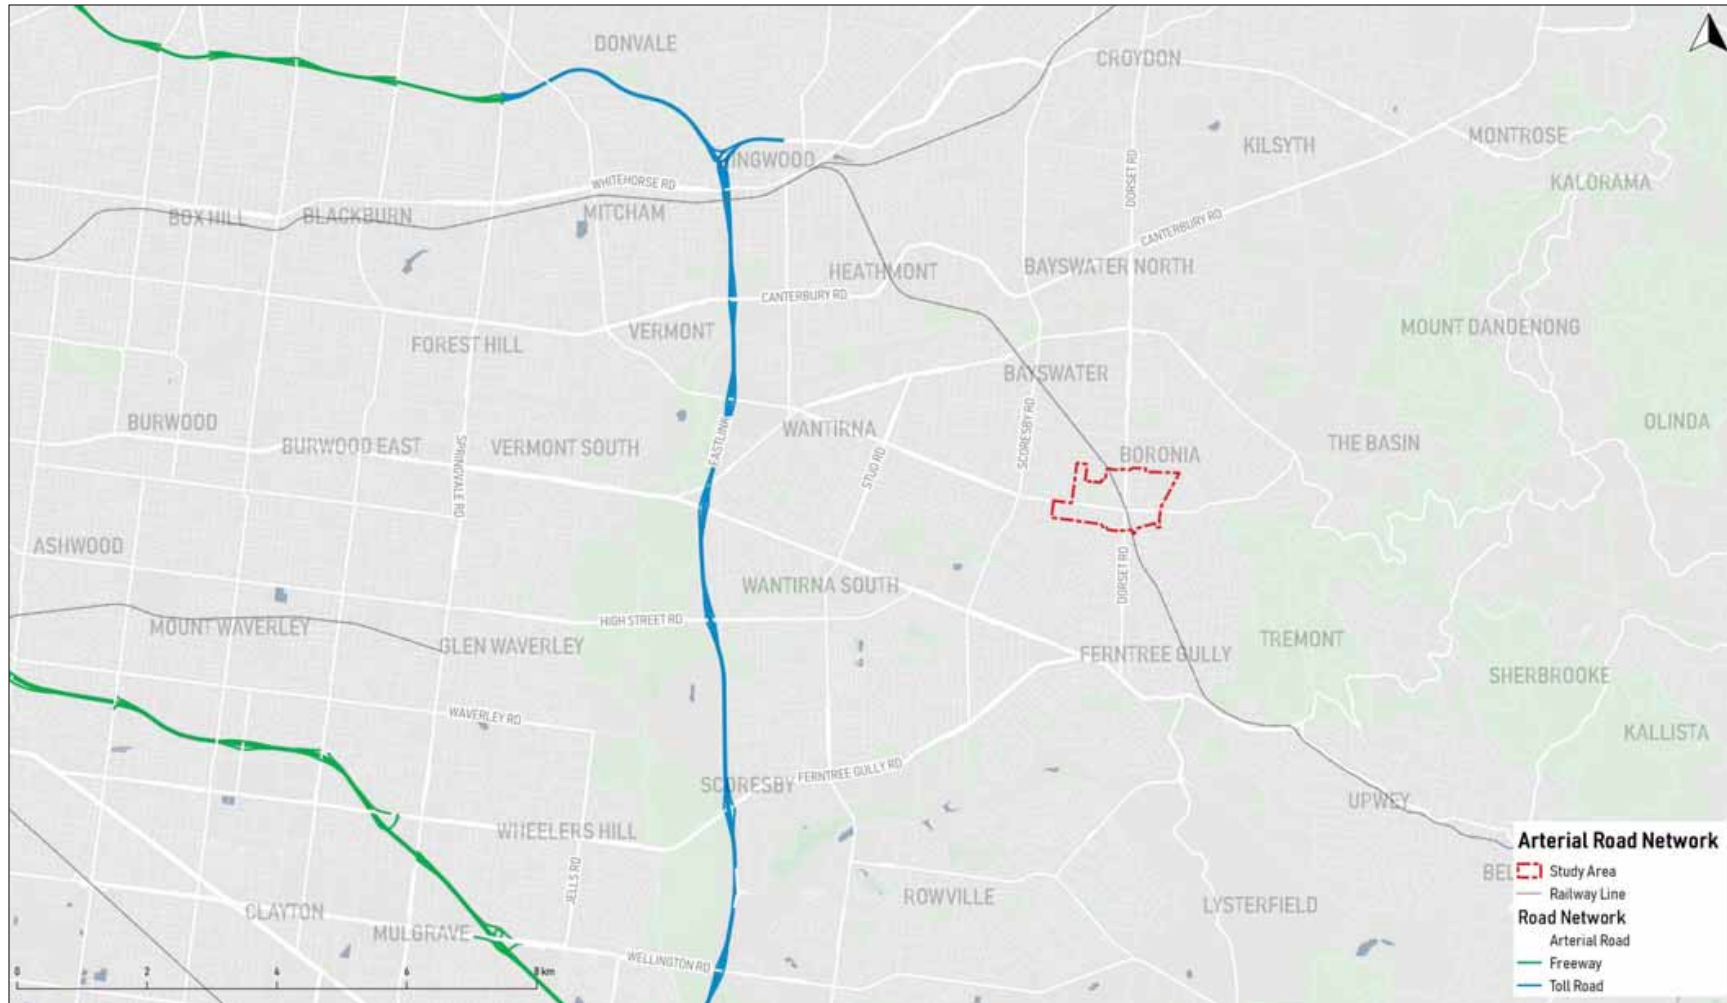 DONVALE
CROYDON
MONTROSE
KILSYTH
INGWOOD
DORSET RD
KALORAMA
WHITEHORSE RD
BOX HILL
BLACKBURN
MITCHAM
CANTERBURY RD
HEATHMONT
BAYSWATER NORTH
CANTERBURY RD
MOUNT DANDENONG
VERMONT
FOREST HILL
BAYSWATER
BURWOOD
WANTIRNA
OLINDA
BURWOOD EAST
VERMONT SOUTH
EASTLINK
SCORESBY RD
THE BASIN
BORONIA
SPRINGVALE RD
STUD RD
ASHWOOD
WANTIRNA SOUTH
DORSET RD
HIGH STREET RD
MOUNT WAVERLEY
GLEN WAVERLEY
FERNTREE GULLY
TREMONT
SHERBROOKE
WAVERLEY RD
KALLISTA
SCORESBY
FERNTREE GULLY RD
UPWEY
WHEELERS HILL
JELLS RD
ROWVILLE
LYSTERFIELD
CLAYTON
MULGRAVE
WELLINGTON RD
BEL
0 2 4 6 8 km
Arterial Road Network
Study Area
Railway Line
Road Network
Arterial Road
Freeway
Toll Road